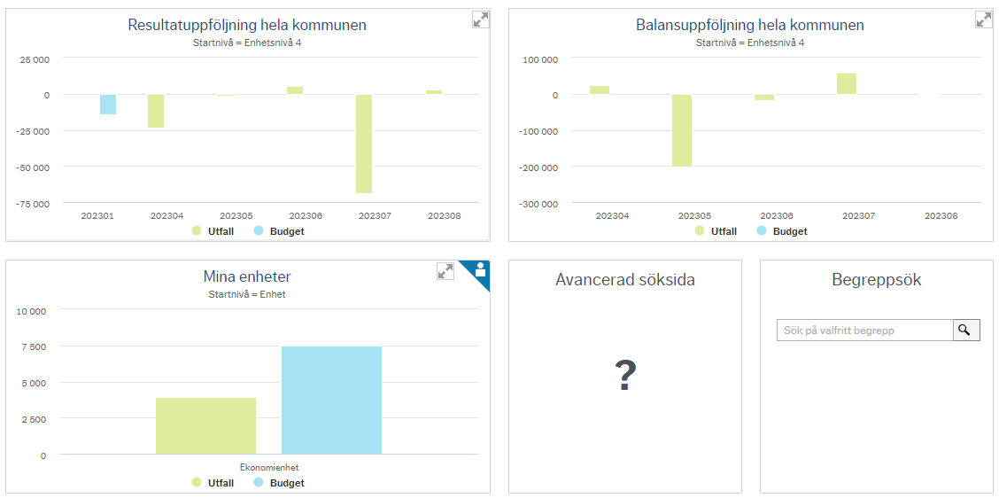 Resultatuppföljning hela kommunen
Startnivå = Enhetsnivå 4
25 000
0
-25 000
-50 000
-75 000
202301 202304 202305 202306 202307 202308
Utfall Budget
Balansuppföljning hela kommunen
Startnivå = Enhetsnivå 4
100 000
0
-100 000
-200 000
-300 000
202304 202305 202306 202307 202308
Utfall Budget
Mina enheter
Startnivå = Enhet
10 000
7 500
5 000
2 500
0
Ekonomienhet
Utfall Budget
Avancerad söksida
?
Begreppsök
Sök på valfritt begrepp